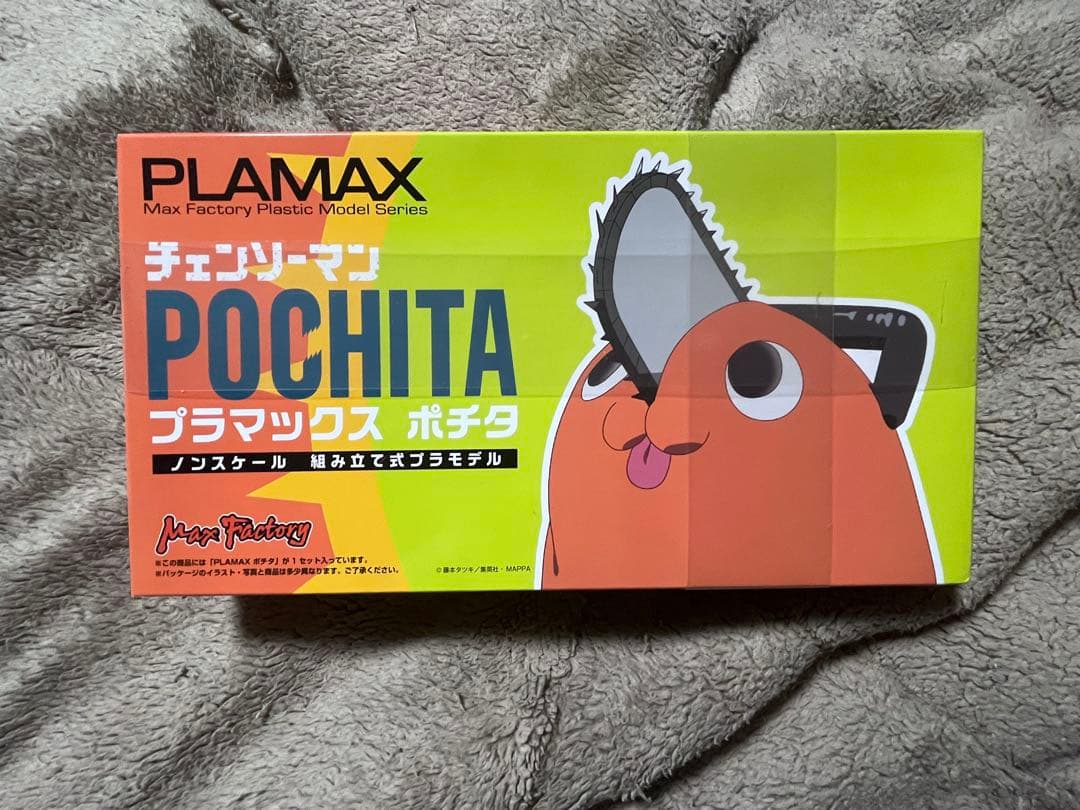 PLAMAX
Max Factory Plastic Model Series
チェンソーマン
POCHITA
プラマックス ポチタ
ノンスケール 組み立て式プラモデル
Max Factory
※この商品には「PLAMAX ポチタ」が1セット入っています。
※パッケージのイラスト・写真と商品は多少異なります。ご了承ください。
©藤本タツキ/集英社・MAPPA